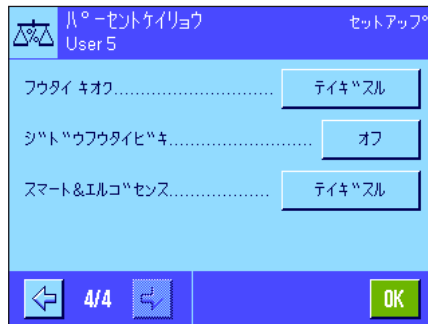 パーセントケイリョウ セットアップ
User 5
フウタイ キオク............................ テイギスル
ジドウフウタイビキ......................... オフ
スマート&エルゴセンス................... テイギスル
4/4 OK